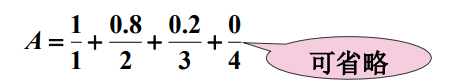 A = 1/1 + 0.8/2 + 0.2/3 + 0/4
可省略